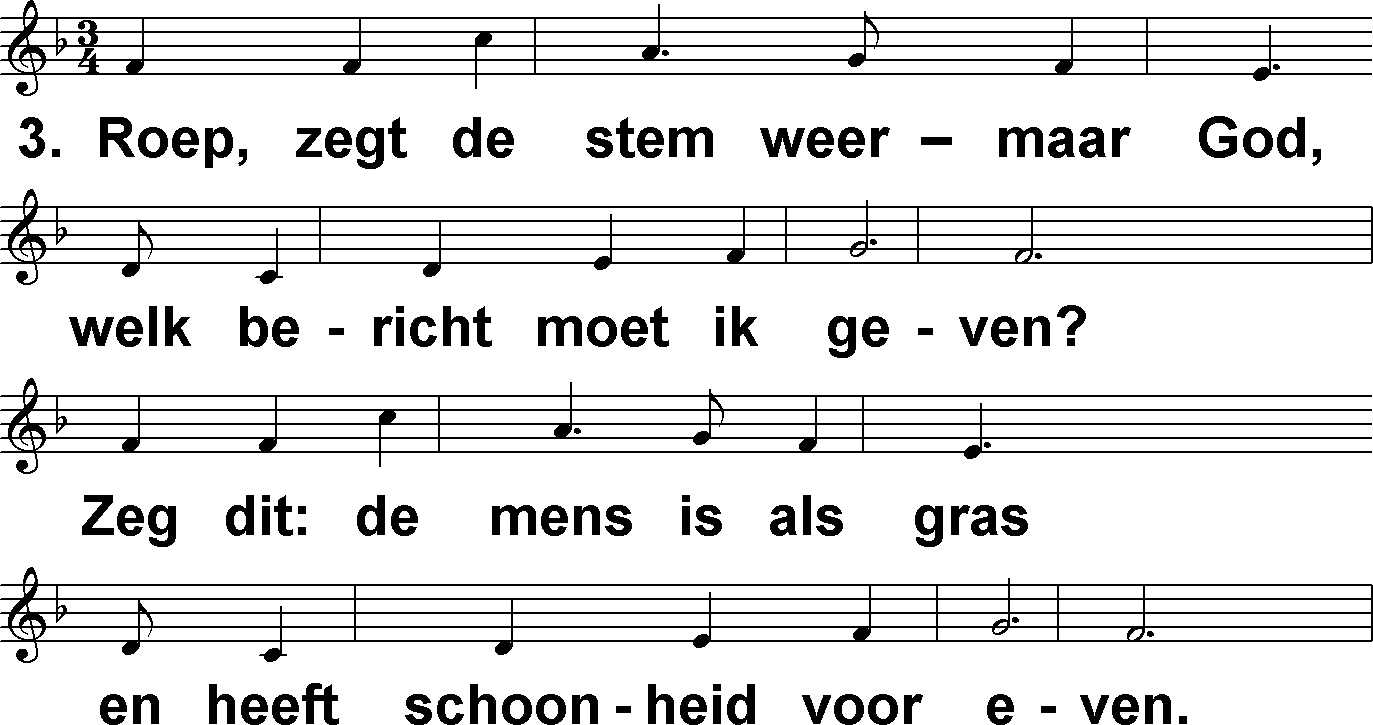 3. Roep, zegt de stem weer – maar God,
welk be - richt moet ik ge - ven?
Zeg dit: de mens is als gras
en heeft schoon - heid voor e - ven.